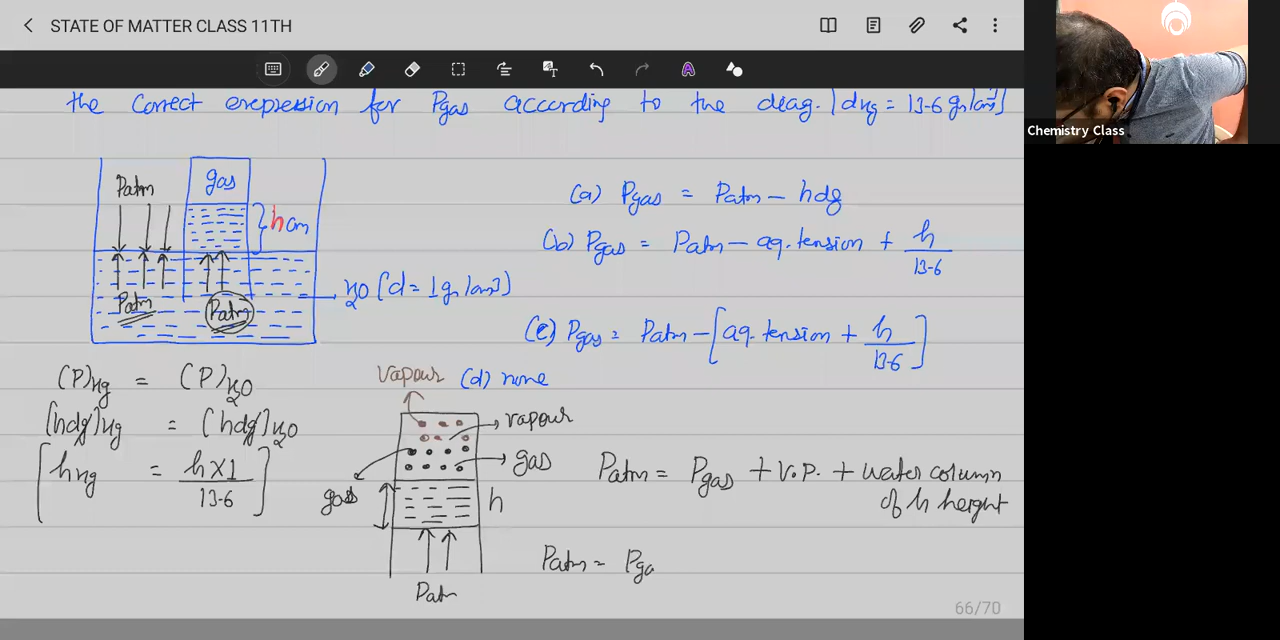 STATE OF MATTER CLASS 11TH
the correct expression for Pgas according to the diag. [dHg = 13.6 gm/cm³]
Patm
gas
h cm
(a) Pgas = Patm - hdg
(b) Pgas = Patm - aq. tension + h/13.6
Patm
Patm
H2O (d = 1 gm/cm³)
(c) Pgas = Patm - [aq. tension + h/13.6]
(P)Hg = (P)H2O
vapour
(d) none
[hdg]Hg = (hdg)H2O
vapour
[hHg = h×1/13.6]
gas
gas
h
Patm = Pgas + V.P. + water column
of h height
Patm = Pga
Patm
66/70
Chemistry Class